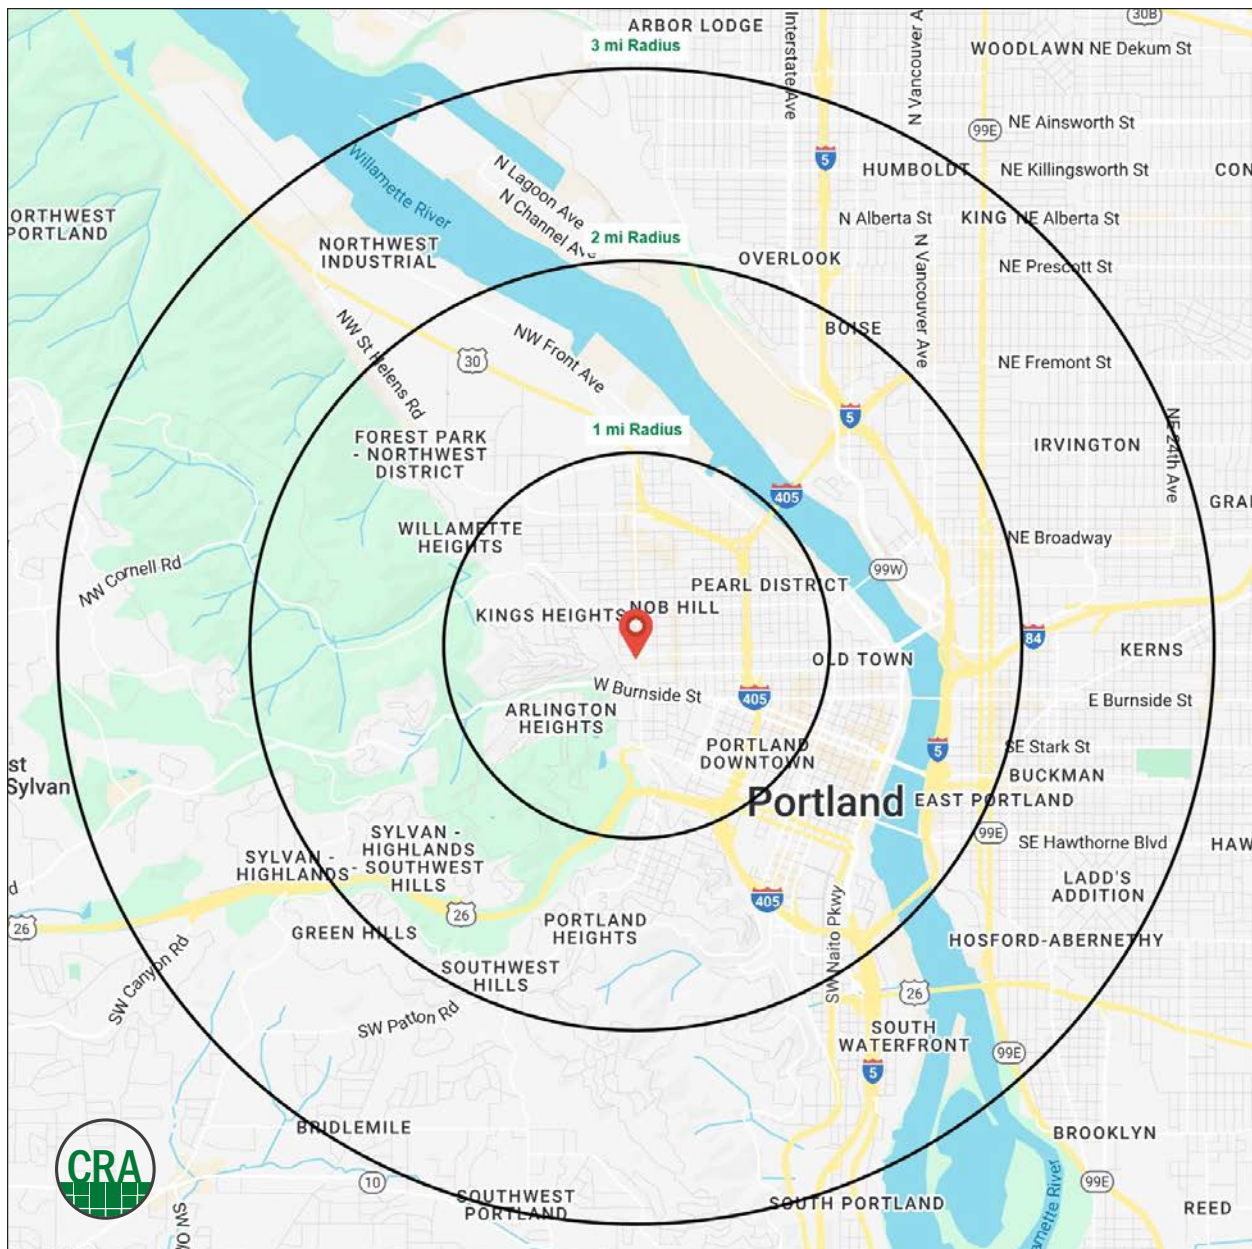 ARBOR LODGE
30B
3 mi Radius
Interstate Ave
N Vancouver A
WOODLAWN
NE Dekum St
NE Ainsworth St
99E
5
HUMBOLDT
NE Killingsworth St
CON
Willamette River
N Lagoon Ave
N Channel Ave
ORTHWEST
PORTLAND
N Alberta St
KING
NE Alberta St
2 mi Radius
NORTHWEST
INDUSTRIAL
OVERLOOK
N Vancouver Ave
NE Prescott St
BOISE
NW St Helens Rd
30
NW Front Ave
NE Fremont St
5
1 mi Radius
FOREST PARK
- NORTHWEST
DISTRICT
IRVINGTON
NE 24th Ave
405
GRA
WILLAMETTE
HEIGHTS
NE Broadway
NW Cornell Rd
99W
PEARL DISTRICT
KINGS HEIGHTS
NOB HILL
84
KERNS
OLD TOWN
W Burnside St
405
E Burnside St
ARLINGTON
HEIGHTS
PORTLAND
DOWNTOWN
5
SE Stark St
st
Sylvan
BUCKMAN
Portland
EAST PORTLAND
99E
SE Hawthorne Blvd
HAW
SYLVAN -
HIGHLANDS
SYLVAN -
HIGHLANDS
- SOUTHWEST
HILLS
d
LADD'S
ADDITION
405
26
26
GREEN HILLS
PORTLAND
HEIGHTS
SW Naito Pkwy
HOSFORD-ABERNETHY
SW Canyon Rd
SOUTHWEST
HILLS
26
SW Patton Rd
SOUTH
WATERFRONT
99E
5
BRIDLEMILE
BROOKLYN
CRA
10
99E
SOUTHWEST
PORTLAND
SOUTH PORTLAND
REED
SW O
amette River